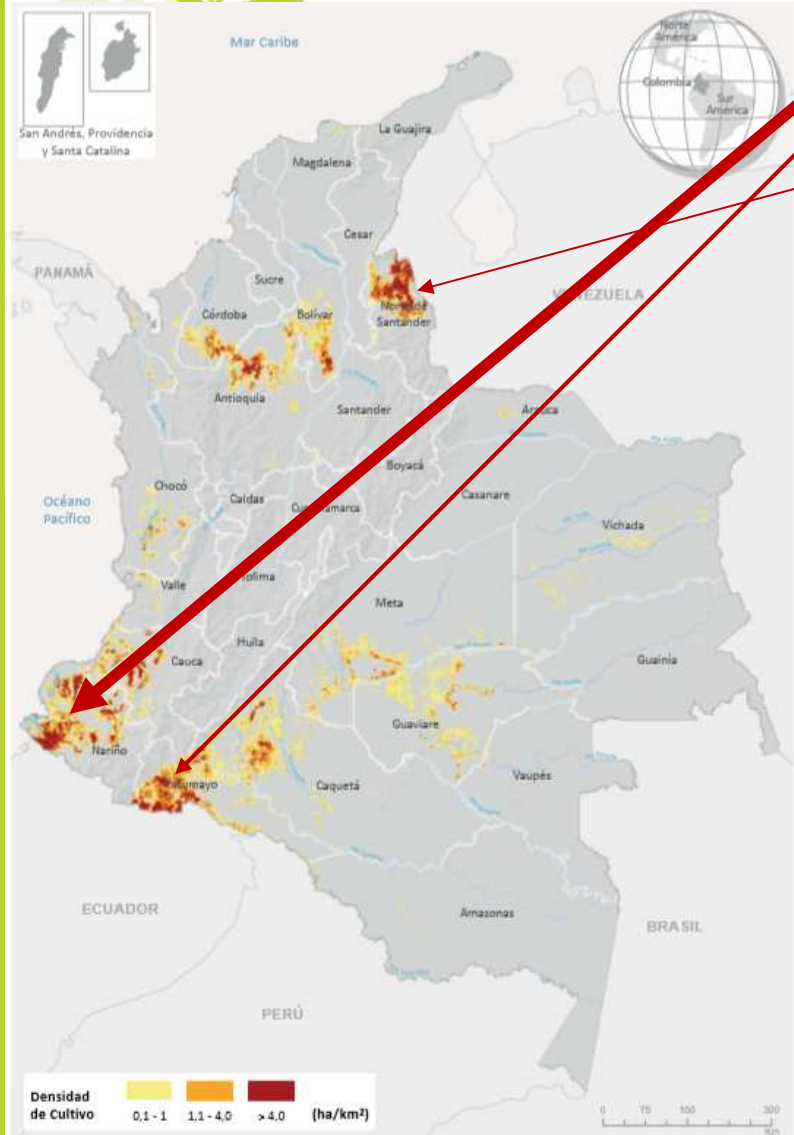 Mar Caribe
Norte
América
Colombia
Sur
América
San Andrés, Providencia
y Santa Catalina
La Guajira
Magdalena
Cesar
PANAMÁ
Sucre
VENEZUELA
Córdoba
Bolívar
Norte de
Santander
Antioquia
Santander
Arauca
Boyacá
Chocó
Océano
Pacífico
Caldas
Cundinamarca
Casanare
Vichada
Valle
Tolima
Meta
Huila
Cauca
Guainía
Nariño
Guaviare
Putumayo
Caquetá
Vaupés
ECUADOR
Amazonas
BRASIL
PERÚ
Densidad
de Cultivo
0,1 - 1 1,1 - 4,0 > 4,0 (ha/km²)
0 75 150 300
Km